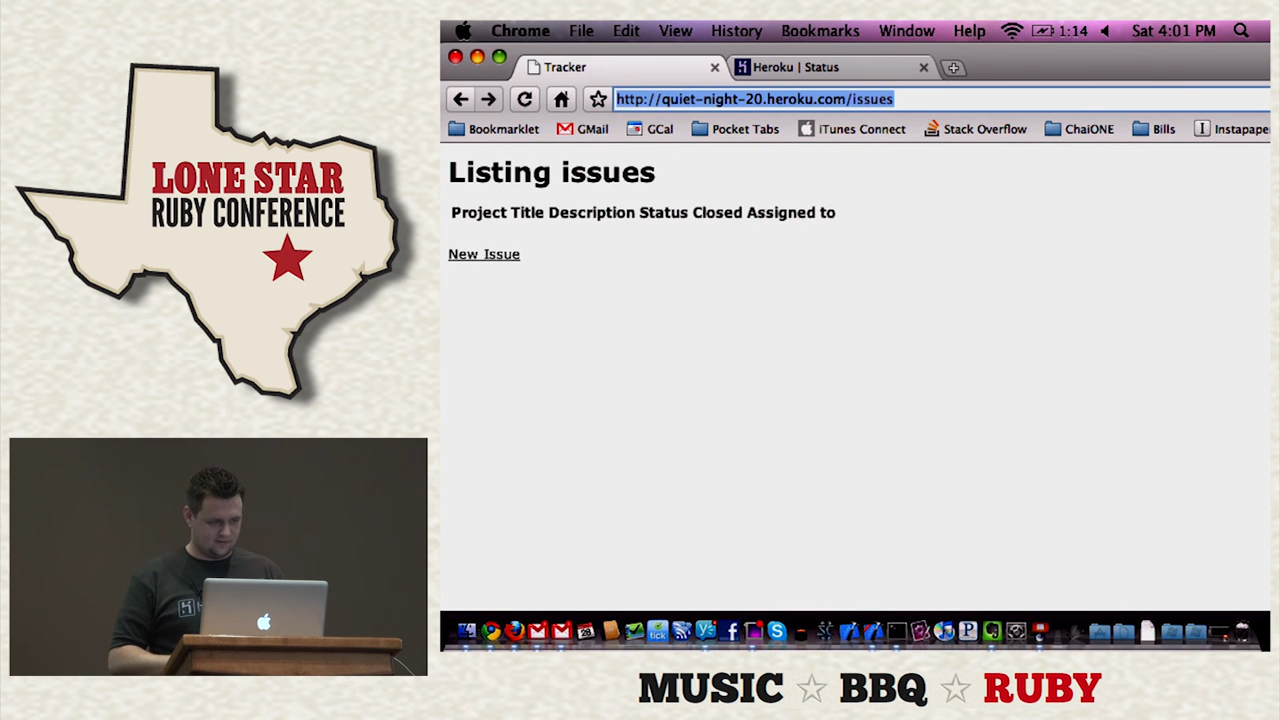 LONE STAR
RUBY CONFERENCE
Chrome File Edit View History Bookmarks Window Help 1:14 Sat 4:01 PM
Tracker
Heroku | Status
http://quiet-night-20.heroku.com/issues
Bookmarklet GMail GCal Pocket Tabs iTunes Connect Stack Overflow ChaiONE Bills Instapape
Listing issues
Project Title Description Status Closed Assigned to
New Issue
MUSIC ☆ BBQ ☆ RUBY